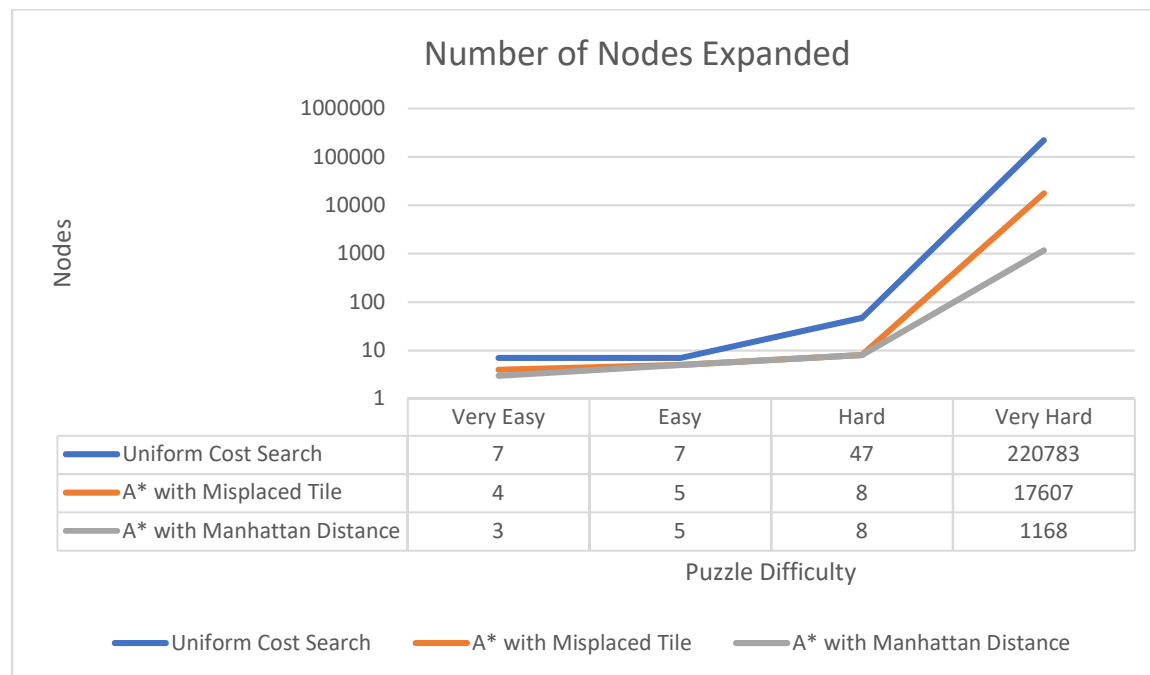 Number of Nodes Expanded
Nodes
1000000
100000
10000
1000
100
10
1
Very Easy Easy Hard Very Hard
Uniform Cost Search 7 7 47 220783
A* with Misplaced Tile 4 5 8 17607
A* with Manhattan Distance 3 5 8 1168
Puzzle Difficulty
Uniform Cost Search A* with Misplaced Tile A* with Manhattan Distance